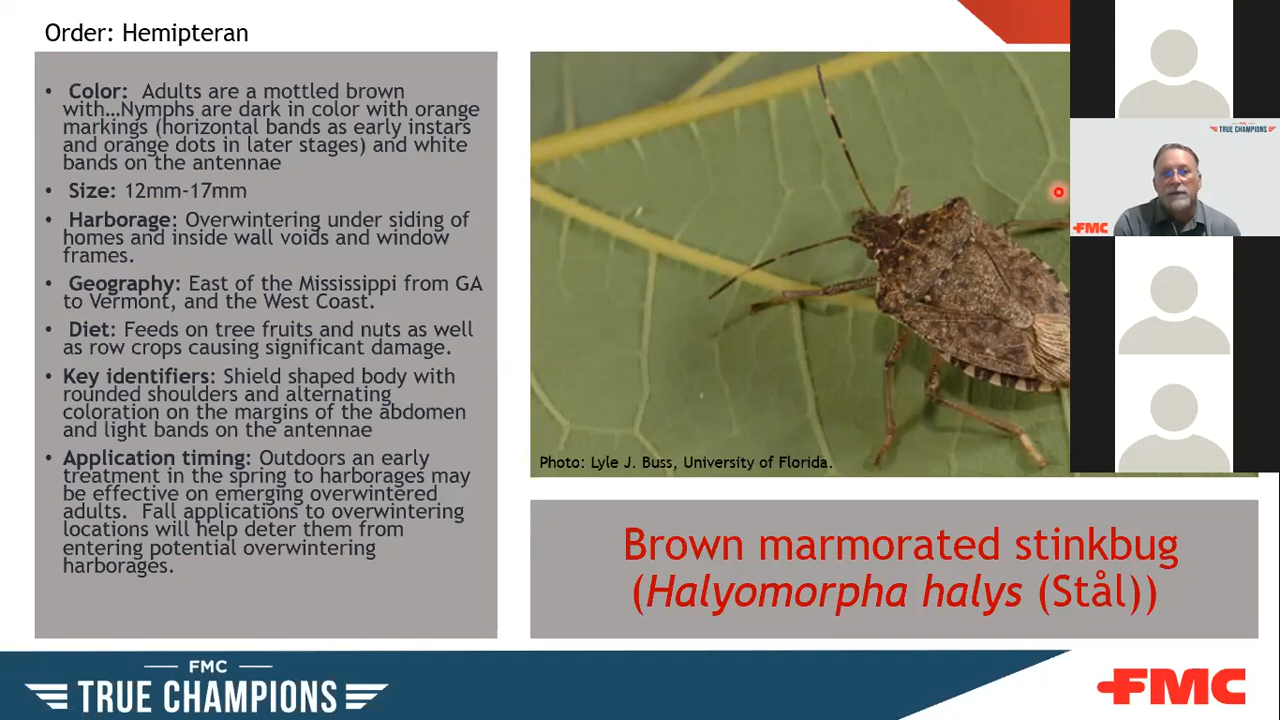 Order: Hemipteran
• Color: Adults are a mottled brown
with…Nymphs are dark in color with orange
markings (horizontal bands as early instars
and orange dots in later stages) and white
bands on the antennae
• Size: 12mm-17mm
• Harborage: Overwintering under siding of
homes and inside wall voids and window
frames.
• Geography: East of the Mississippi from GA
to Vermont, and the West Coast.
• Diet: Feeds on tree fruits and nuts as well
as row crops causing significant damage.
• Key identifiers: Shield shaped body with
rounded shoulders and alternating
coloration on the margins of the abdomen
and light bands on the antennae
• Application timing: Outdoors an early
treatment in the spring to harborages may
be effective on emerging overwintered
adults. Fall applications to overwintering
locations will help deter them from
entering potential overwintering
harborages.
Photo: Lyle J. Buss, University of Florida.
Brown marmorated stinkbug
(Halyomorpha halys (Stål))
FMC
TRUE CHAMPIONS
FMC
FMC
TRUE CHAMPIONS
FMC